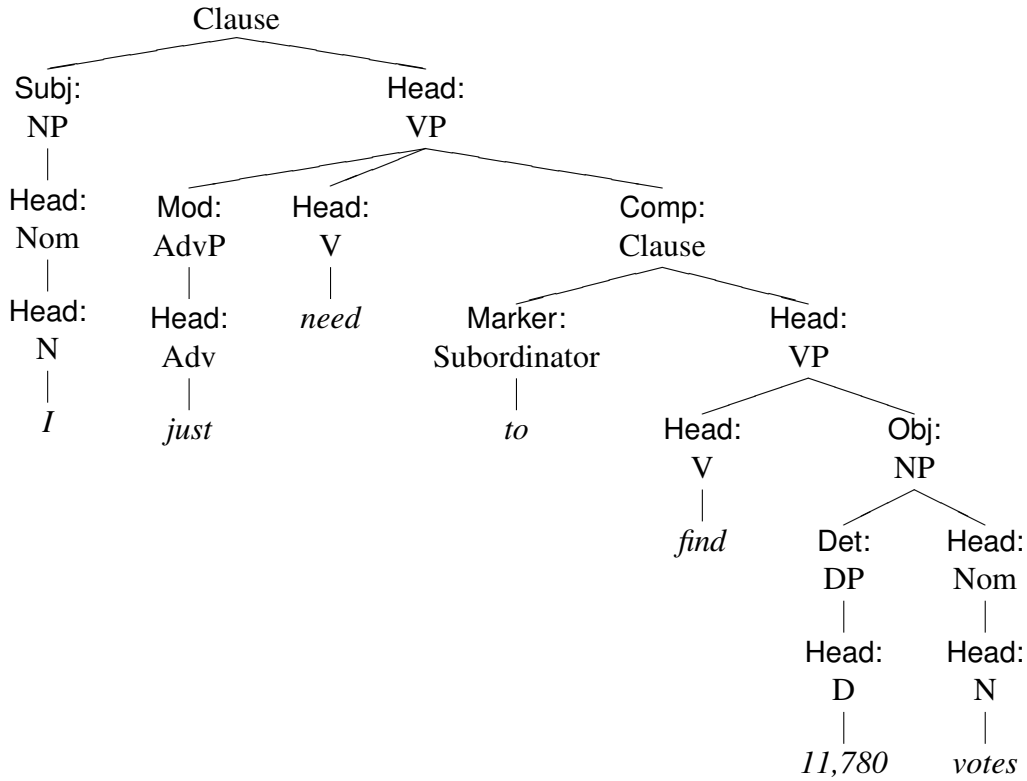 Clause
Subj: Head:
NP VP
Head: Mod: Head: Comp:
Nom AdvP V Clause
Head: Head: need Marker: Head:
N Adv Subordinator VP
I just to Head: Obj:
V NP
find Det: Head:
DP Nom
Head: Head:
D N
11,780 votes